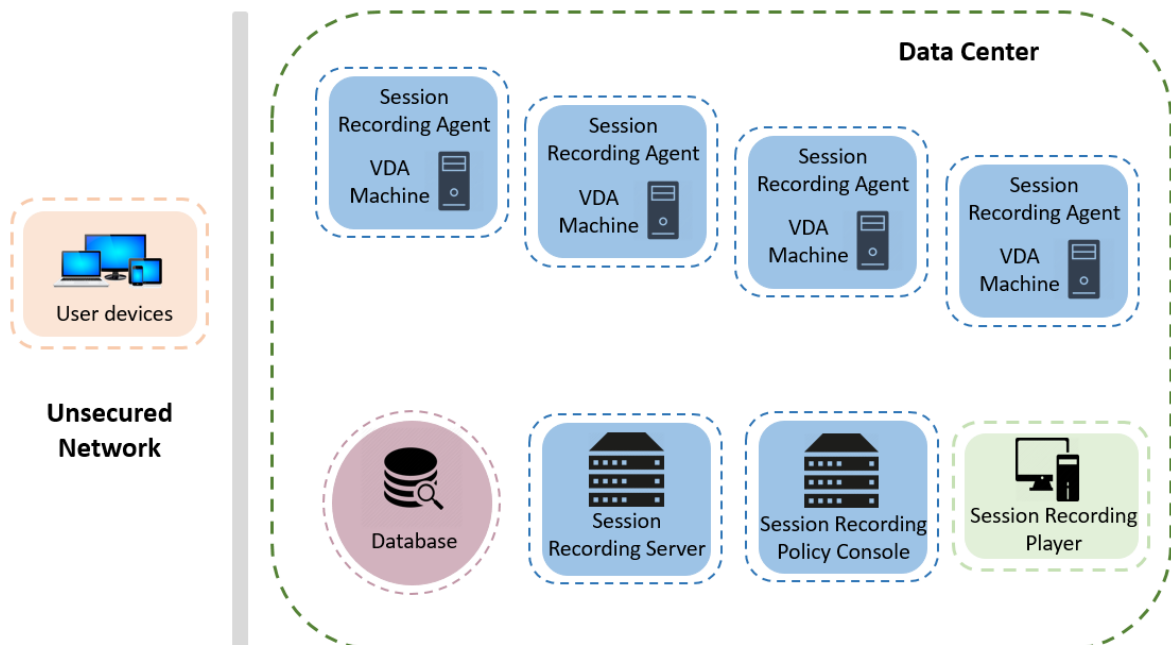 Data Center
Session
Recording Agent
VDA
Machine
Session
Recording Agent
VDA
Machine
Session
Recording Agent
VDA
Machine
Session
Recording Agent
VDA
Machine
User devices
Unsecured
Network
Database
Session
Recording Server
Session Recording
Policy Console
Session Recording
Player